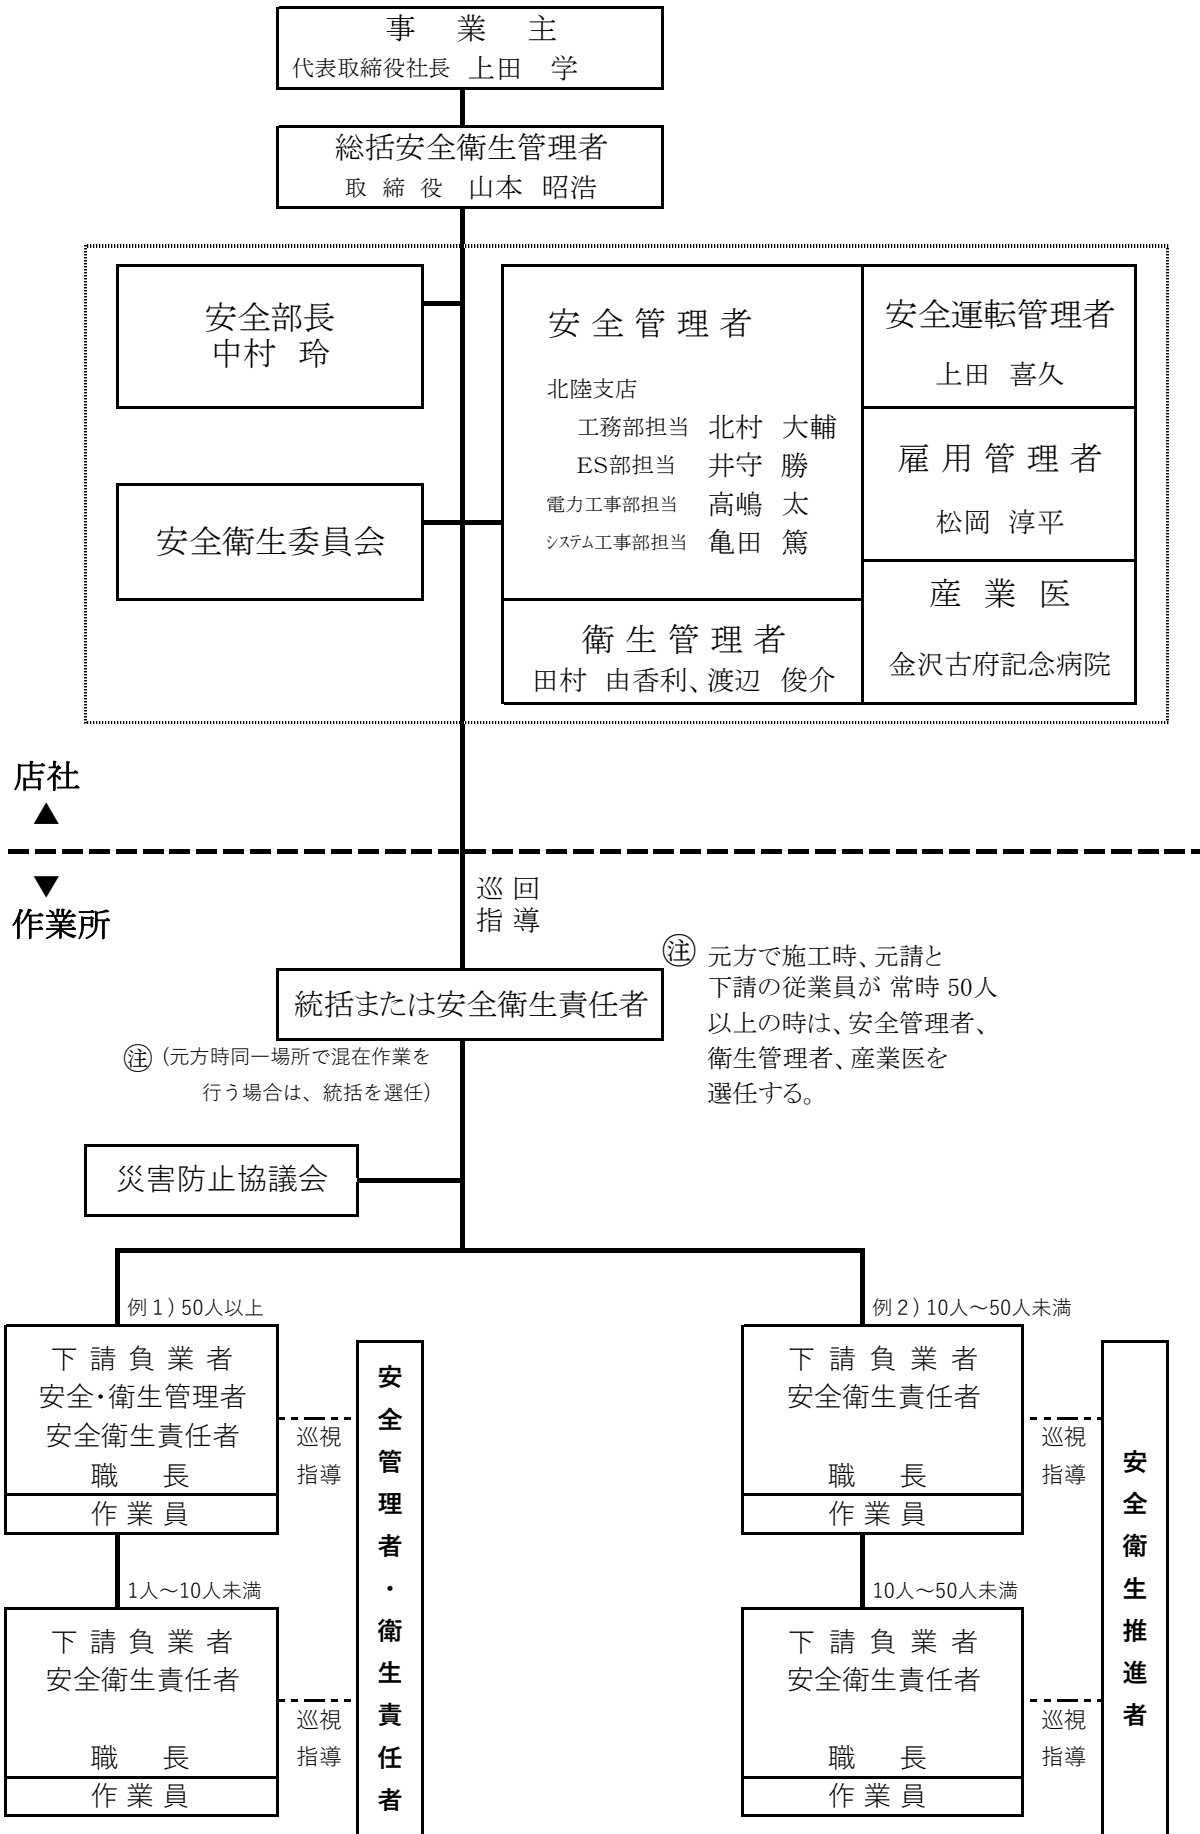 事　業　主
代表取締役社長　上田　学
総括安全衛生管理者
取　締　役　山本　昭浩
安全部長
中村　玲
安全衛生委員会
安 全 管 理 者
北陸支店
工務部担当　北村　大輔
ES部担当　井守　勝
電力工事部担当　高嶋　太
システム工事部担当　亀田　篤
衛 生 管 理 者
田村　由香利、渡辺　俊介
安全運転管理者
上田　喜久
雇 用 管 理 者
松岡　淳平
産　業　医
金沢古府記念病院
店社
▲
▼
作業所
巡 回
指 導
統括または安全衛生責任者
㊟ (元方時同一場所で混在作業を
行う場合は、統括を選任)
㊟ 元方で施工時、元請と
下請の従業員が 常時 50人
以上の時は、安全管理者、
衛生管理者、産業医を
選任する。
災害防止協議会
例１) 50人以上
下 請 負 業 者
安全・衛生管理者
安全衛生責任者
職　長
作 業 員
巡視
指導
1人～10人未満
下 請 負 業 者
安全衛生責任者
職　長
作 業 員
巡視
指導
安全管理者・衛生責任者
例２) 10人～50人未満
下 請 負 業 者
安全衛生責任者
職　長
作 業 員
巡視
指導
10人～50人未満
下 請 負 業 者
安全衛生責任者
職　長
作 業 員
巡視
指導
安全衛生推進者